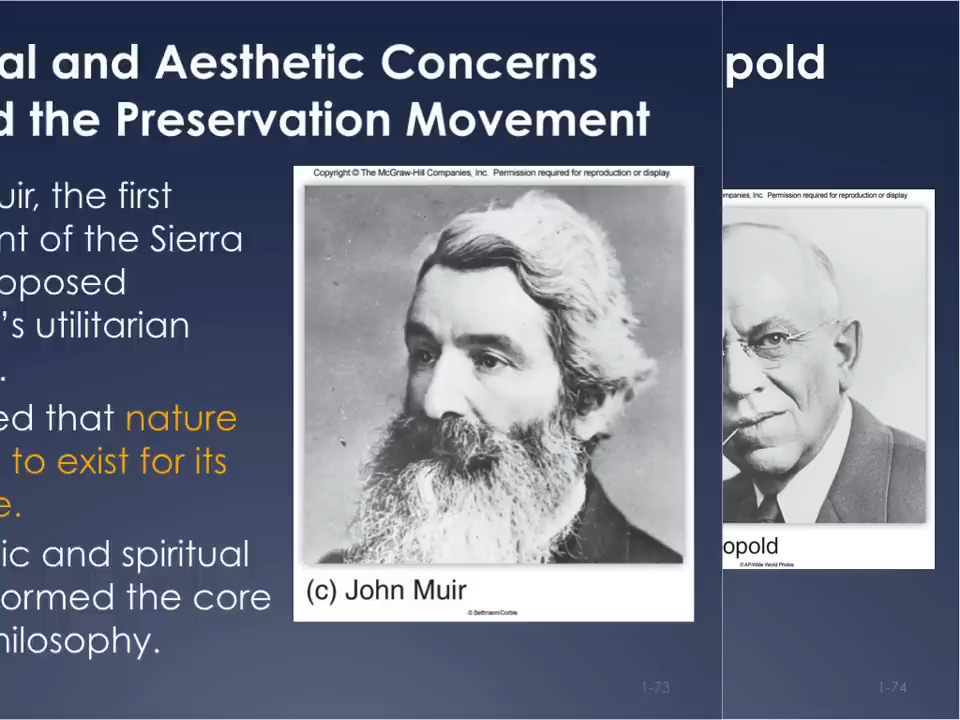 al and Aesthetic Concerns
d the Preservation Movement
uir, the first
nt of the Sierra
pposed
’s utilitarian
.
ed that nature
to exist for its
e.
ic and spiritual
ormed the core
hilosophy.
Copyright © The McGraw-Hill Companies, Inc. Permission required for reproduction or display.
(c) John Muir
© Bettmann/Corbis
1-73
pold
mpanies, Inc. Permission required for reproduction or display
opold
© AP/Wide World Photos
1-74